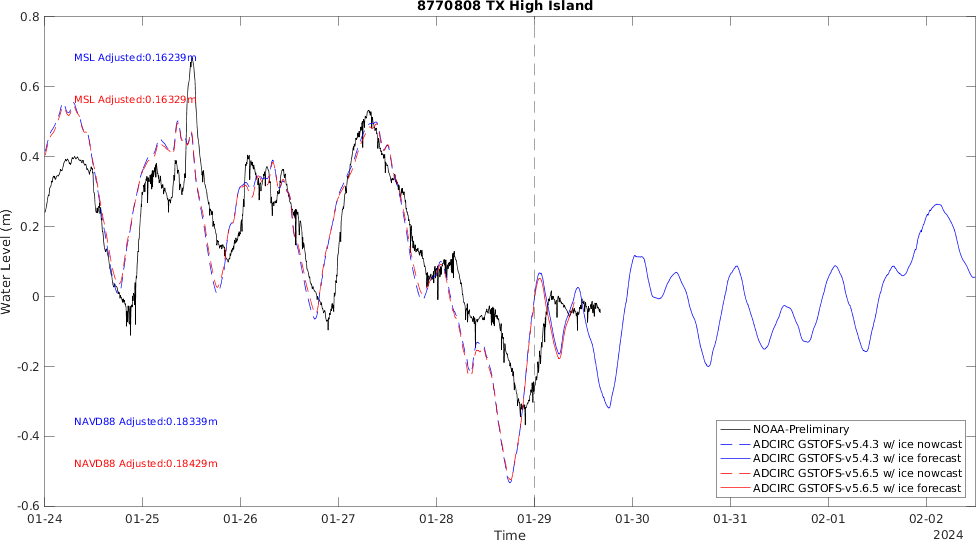 8770808 TX High Island
0.8
0.6
0.4
0.2
0
-0.2
-0.4
-0.6
Water Level (m)
MSL Adjusted:0.16239m
MSL Adjusted:0.16329m
NAVD88 Adjusted:0.18339m
NAVD88 Adjusted:0.18429m
NOAA-Preliminary
ADCIRC GSTOFS-v5.4.3 w/ ice nowcast
ADCIRC GSTOFS-v5.4.3 w/ ice forecast
ADCIRC GSTOFS-v5.6.5 w/ ice nowcast
ADCIRC GSTOFS-v5.6.5 w/ ice forecast
01-24 01-25 01-26 01-27 01-28 01-29 01-30 01-31 02-01 02-02
Time
2024